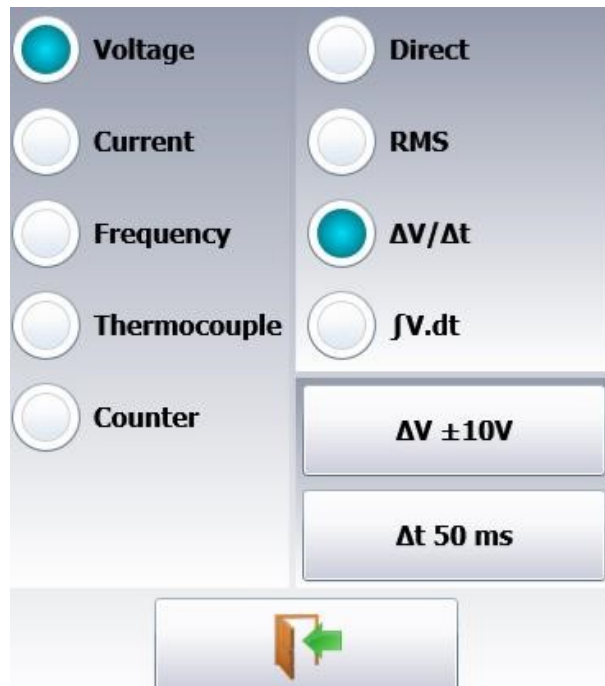 Voltage
Current
Frequency
Thermocouple
Counter
Direct
RMS
ΔV/Δt
∫V.dt
ΔV ±10V
Δt 50 ms